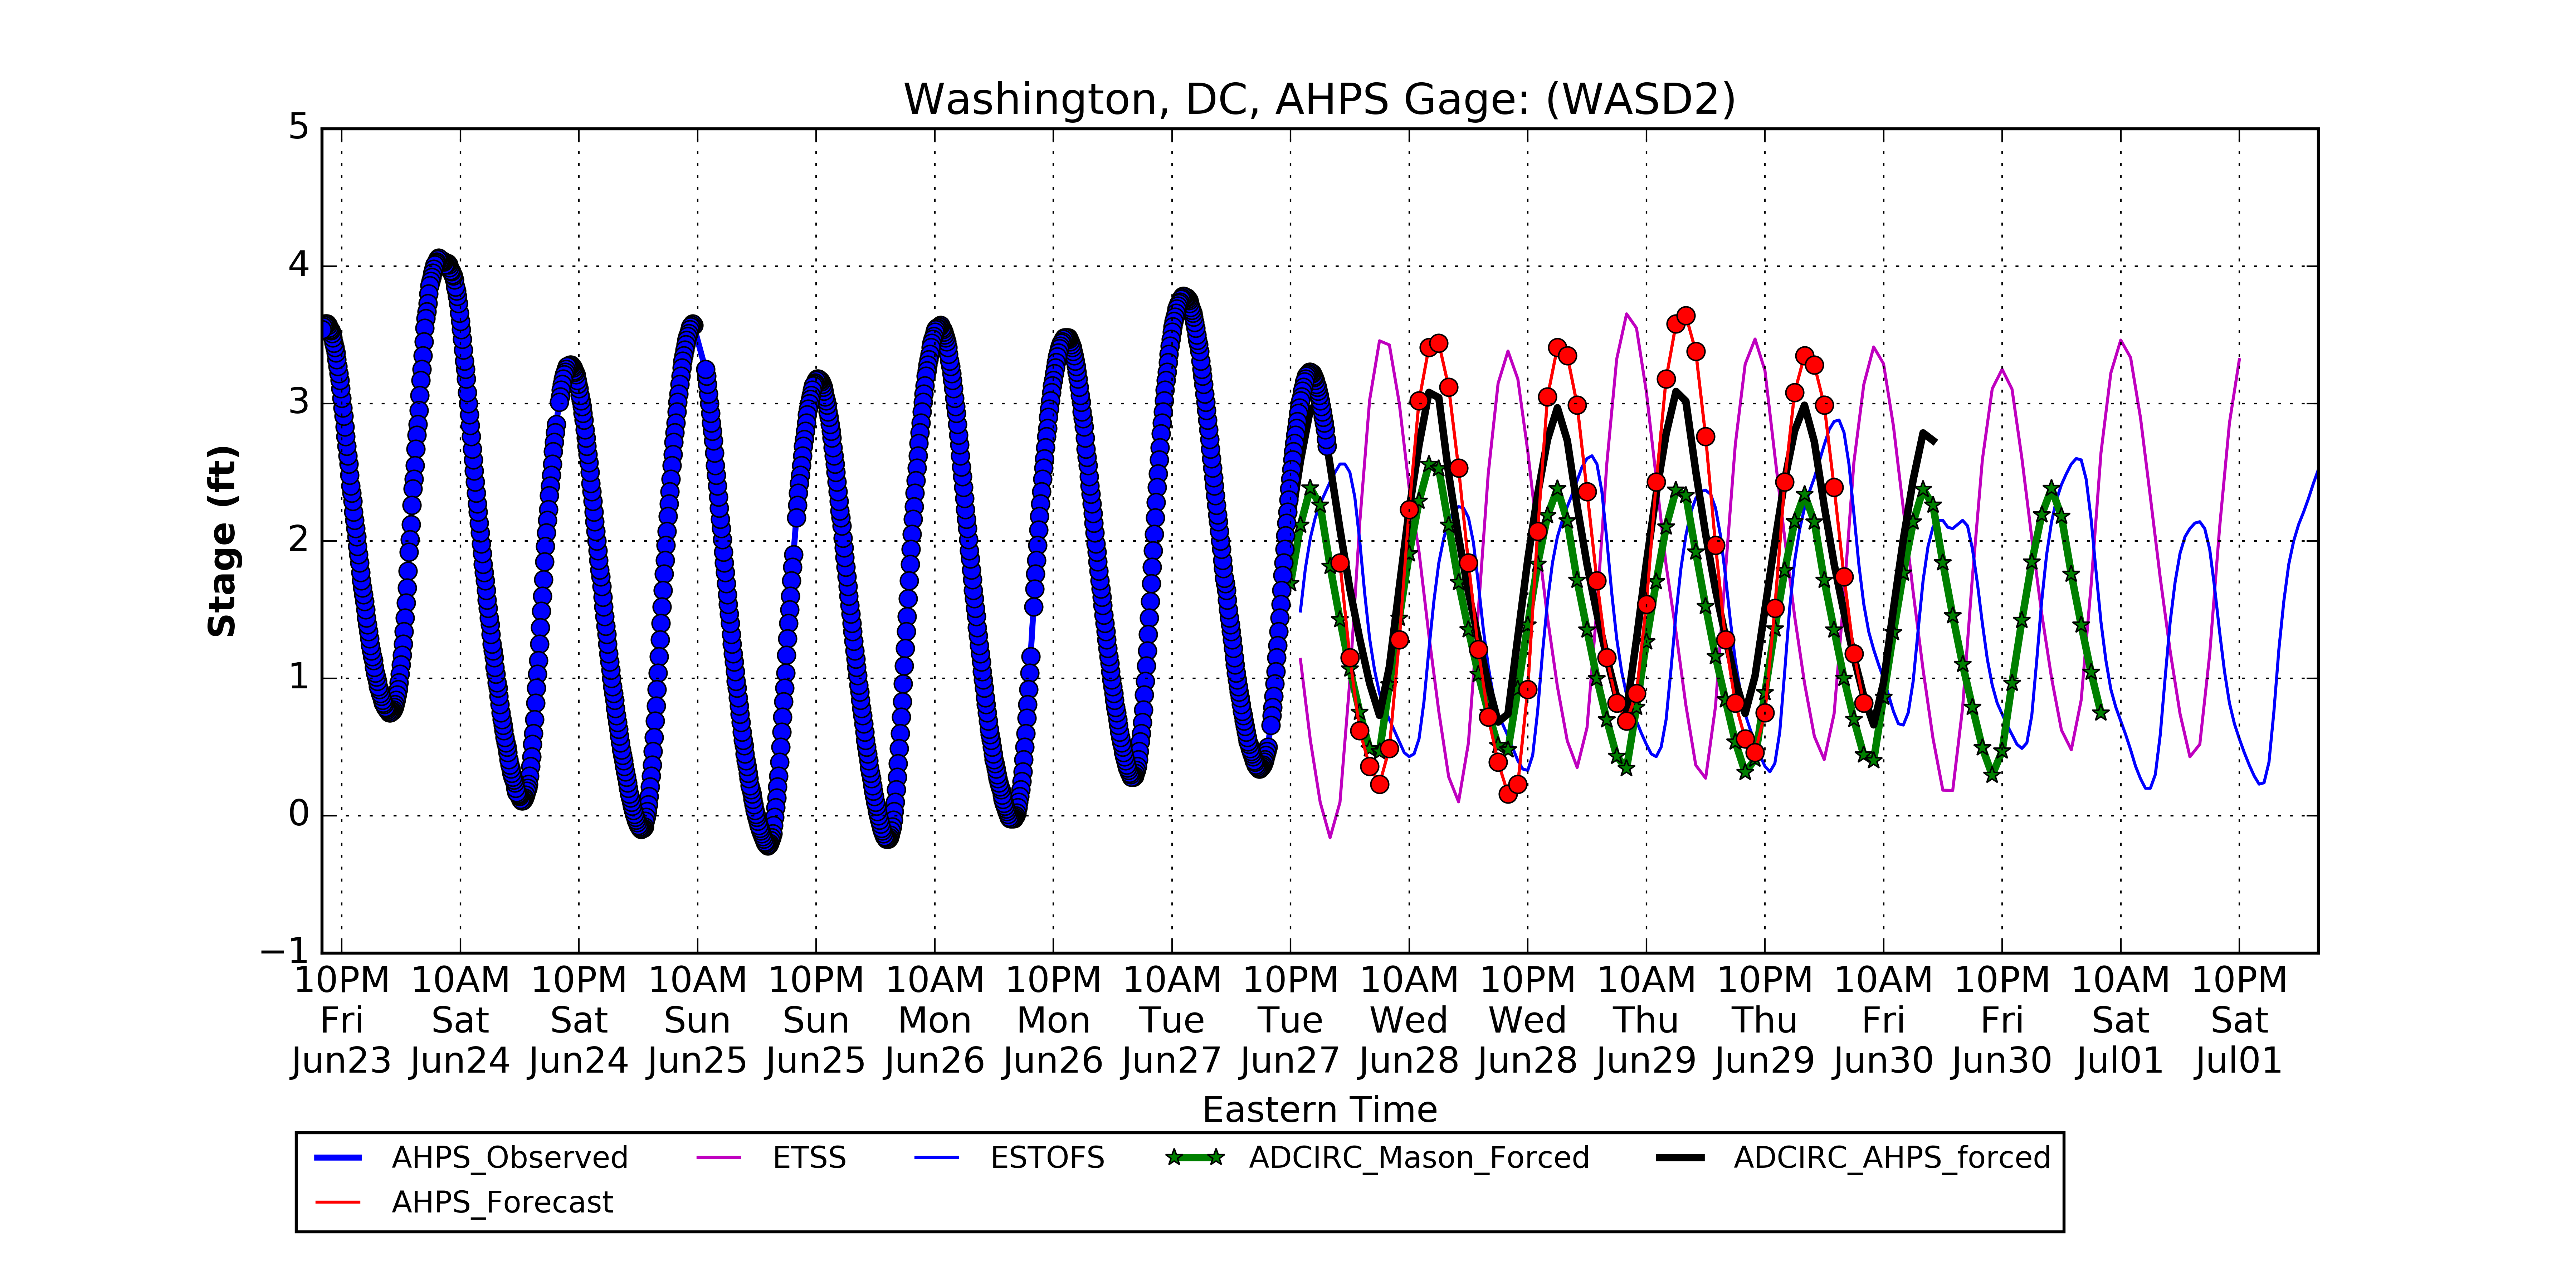 Washington, DC, AHPS Gage: (WASD2)
5
4
3
2
1
0
−1
Stage (ft)
10PM 10AM 10PM 10AM 10PM 10AM 10PM 10AM 10PM 10AM 10PM 10AM 10PM 10AM 10PM 10AM 10PM
Fri Sat Sat Sun Sun Mon Mon Tue Tue Wed Wed Thu Thu Fri Fri Sat Sat
Jun23 Jun24 Jun24 Jun25 Jun25 Jun26 Jun26 Jun27 Jun27 Jun28 Jun28 Jun29 Jun29 Jun30 Jun30 Jul01 Jul01
Eastern Time
AHPS_Observed ETSS ESTOFS ADCIRC_Mason_Forced ADCIRC_AHPS_forced
AHPS_Forecast